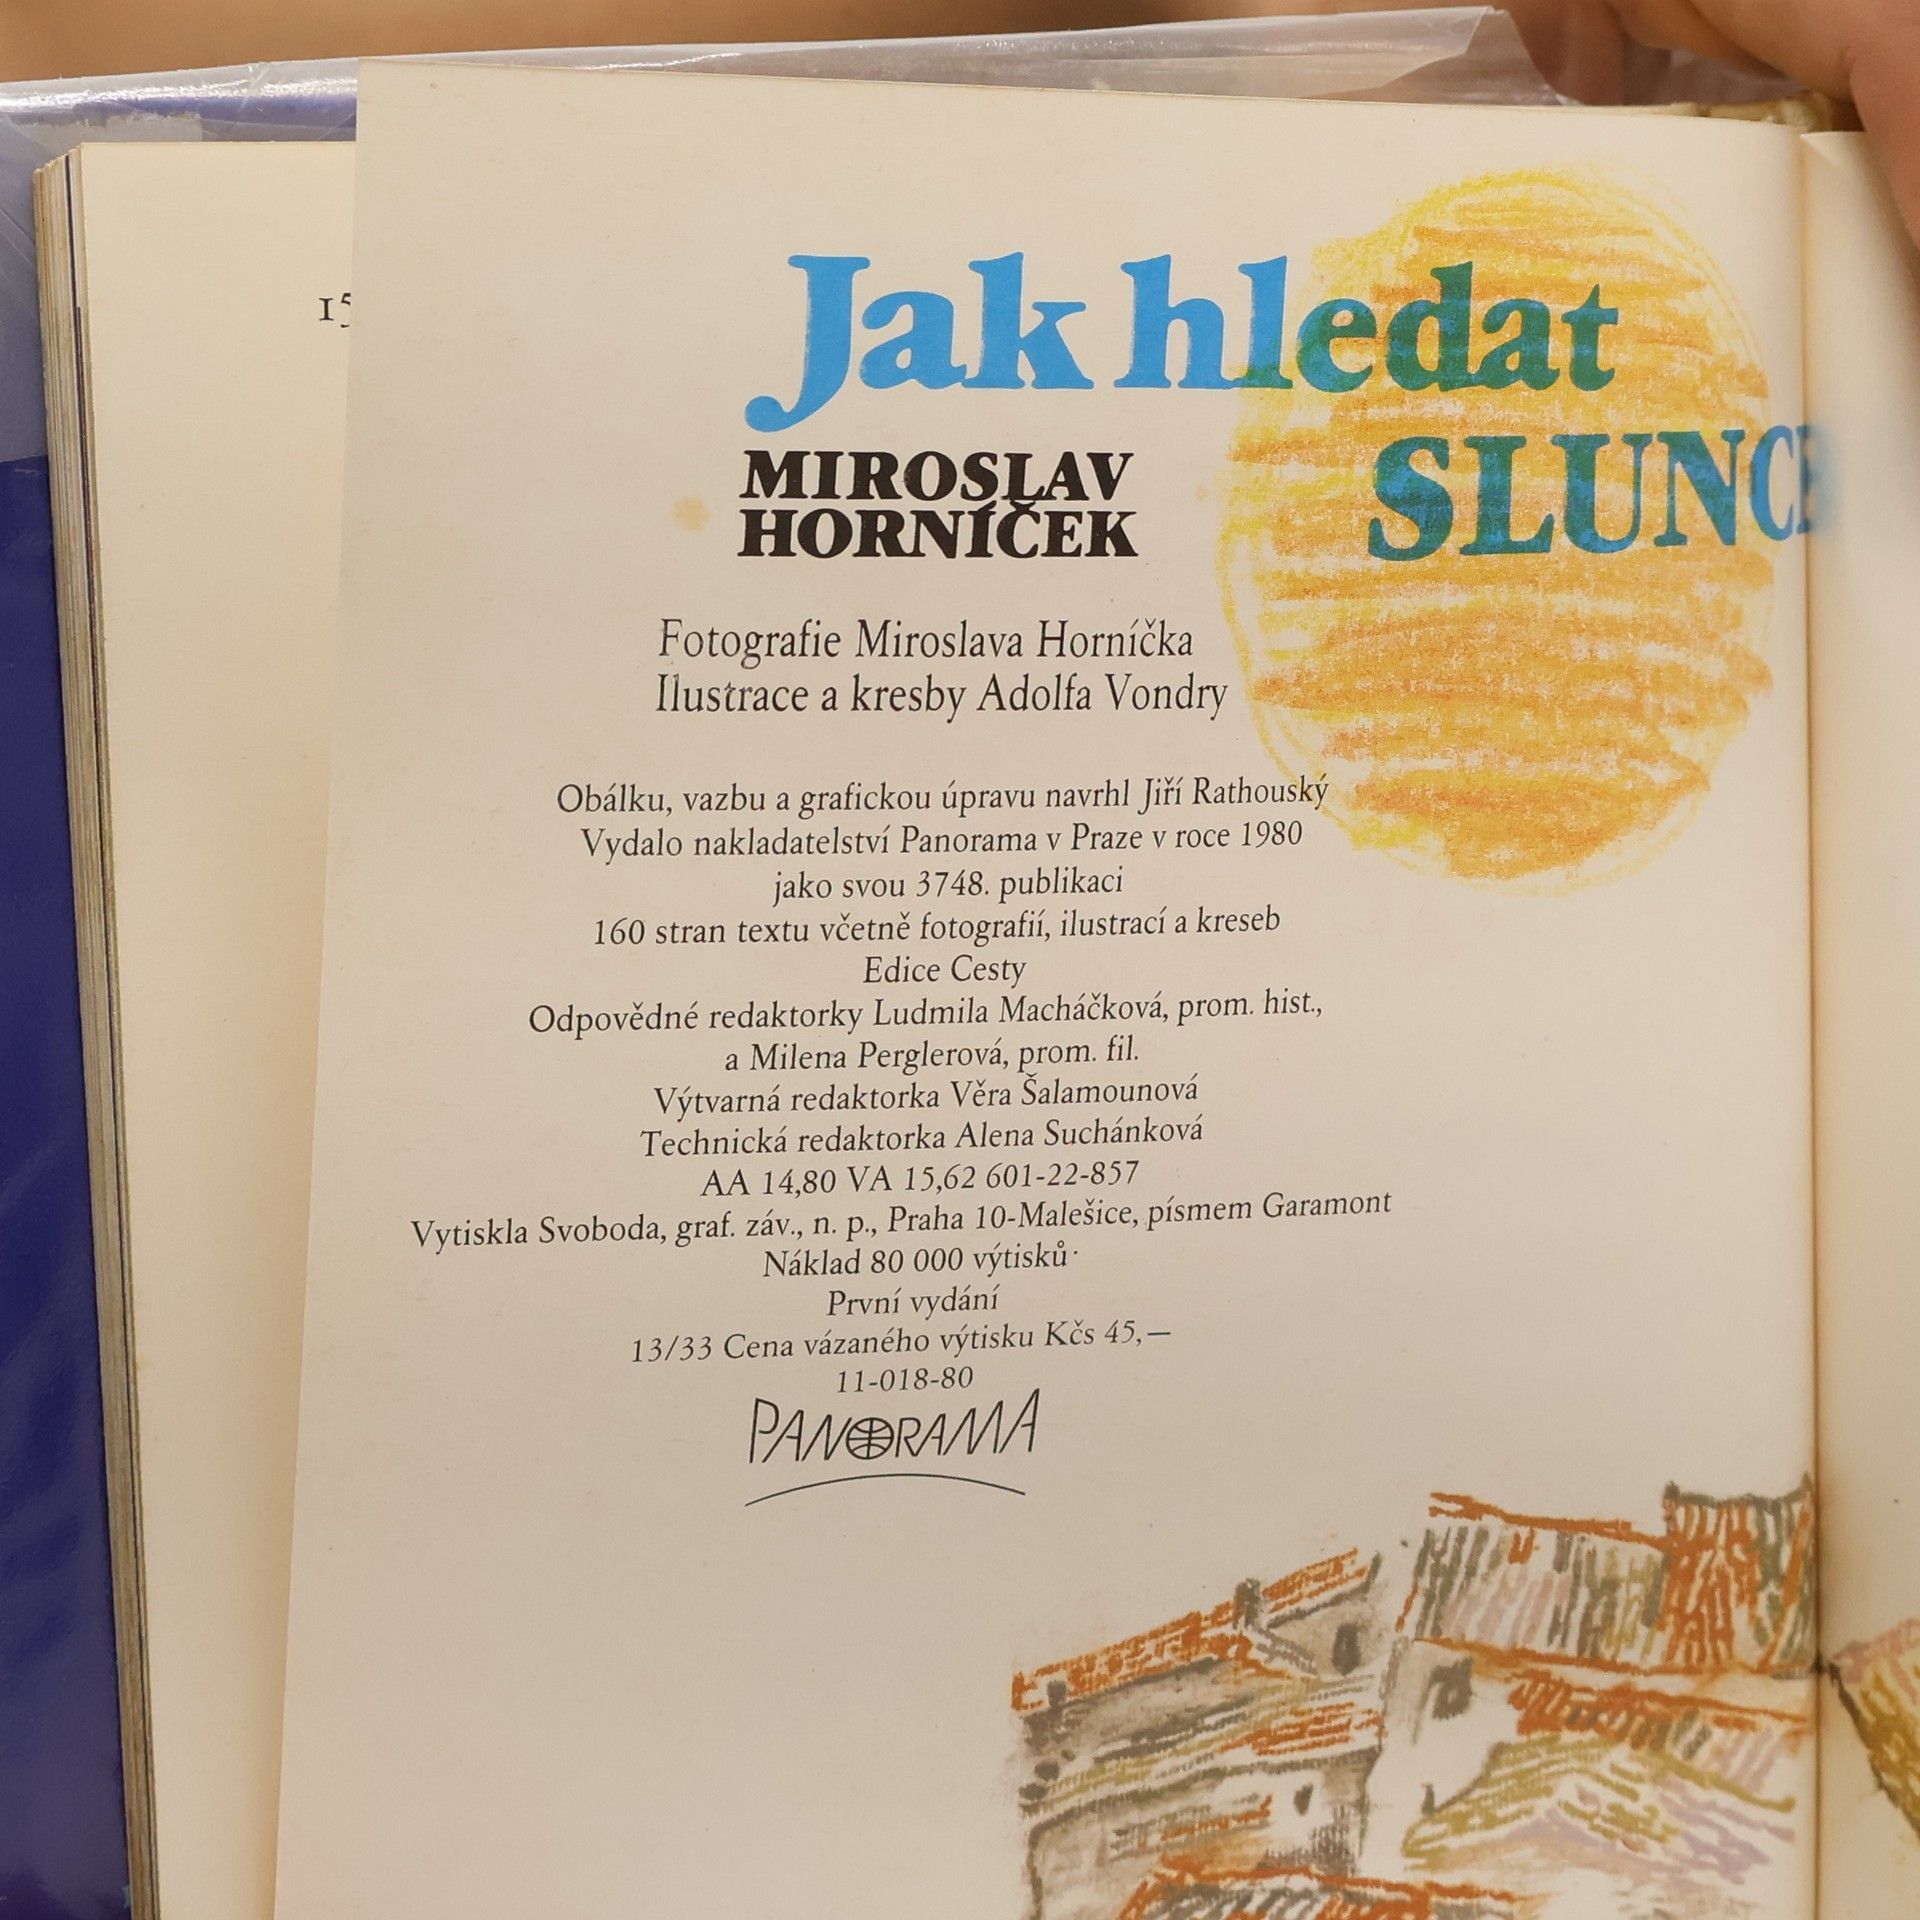 Jak hledat
SLUNCE
MIROSLAV
HORNÍČEK
Fotografie Miroslava Horníčka
Ilustrace a kresby Adolfa Vondry
Obálku, vazbu a grafickou úpravu navrhl Jiří Rathouský
Vydalo nakladatelství Panorama v Praze v roce 1980
jako svou 3748. publikaci
160 stran textu včetně fotografií, ilustrací a kreseb
Edice Cesty
Odpovědné redaktorky Ludmila Macháčková, prom. hist.,
a Milena Perglerová, prom. fil.
Výtvarná redaktorka Věra Šalamounová
Technická redaktorka Alena Suchánková
AA 14,80 VA 15,62 601-22-857
Vytiskla Svoboda, graf. záv., n. p., Praha 10-Malešice, písmem Garamont
Náklad 80 000 výtisků
První vydání
13/33 Cena vázaného výtisku Kčs 45,—
11-018-80
PANORAMA